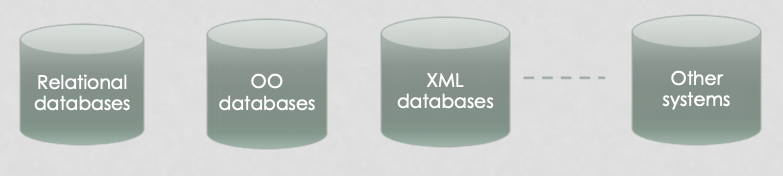 Relational
databases
OO
databases
XML
databases
Other
systems